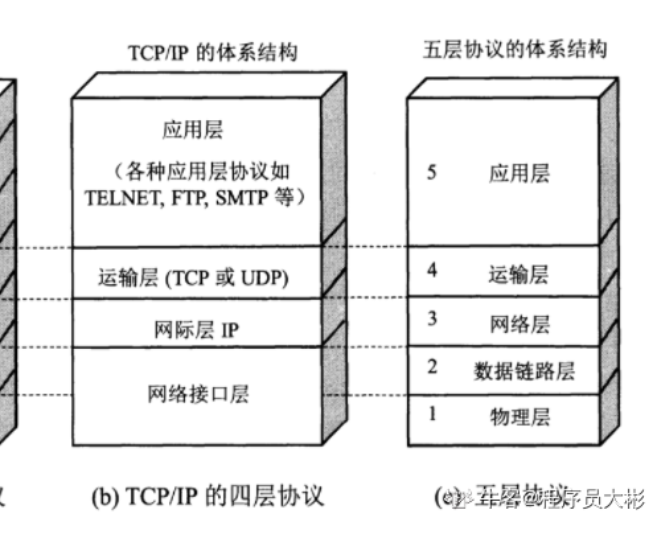 TCP/IP 的体系结构
应用层
（各种应用层协议如
TELNET, FTP, SMTP 等）
运输层 (TCP 或 UDP)
网际层 IP
网络接口层
(b) TCP/IP 的四层协议
五层协议的体系结构
5 应用层
4 运输层
3 网络层
2 数据链路层
1 物理层
(c) 五层协议
牛客@程序员大彬